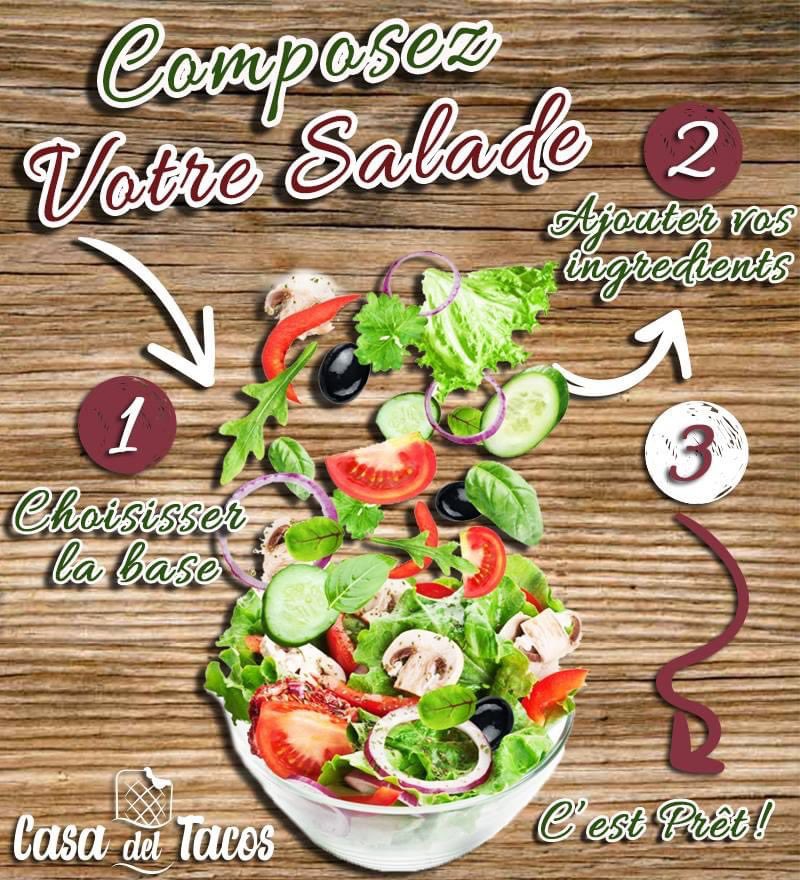 Composez
Votre Salade
1
Choisisser
la base
2
Ajouter vos
ingredients
3
C'est Prêt!
Casa del Tacos